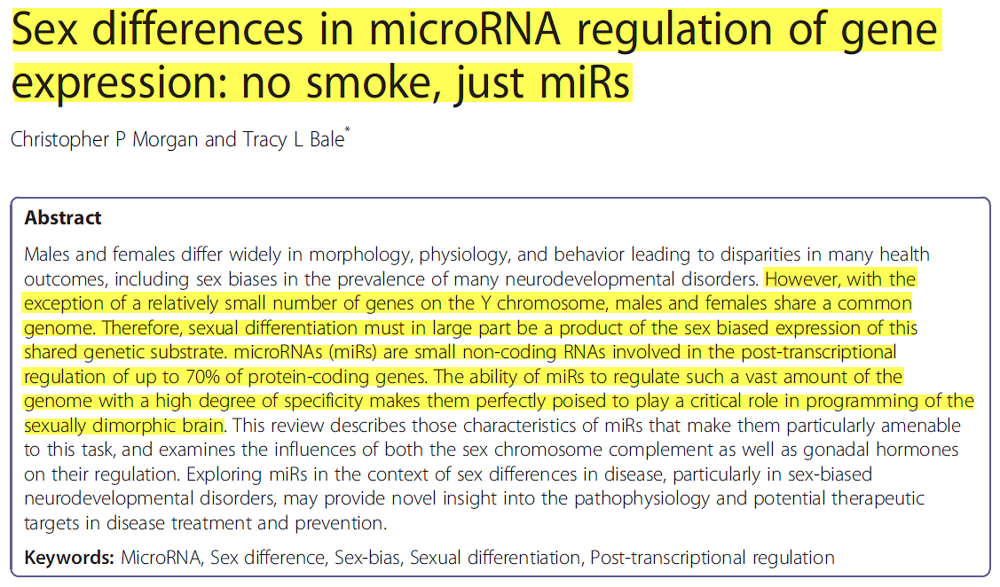 Sex differences in microRNA regulation of gene
expression: no smoke, just miRs
Christopher P Morgan and Tracy L Bale*
Abstract
Males and females differ widely in morphology, physiology, and behavior leading to disparities in many health
outcomes, including sex biases in the prevalence of many neurodevelopmental disorders. However, with the
exception of a relatively small number of genes on the Y chromosome, males and females share a common
genome. Therefore, sexual differentiation must in large part be a product of the sex biased expression of this
shared genetic substrate. microRNAs (miRs) are small non-coding RNAs involved in the post-transcriptional
regulation of up to 70% of protein-coding genes. The ability of miRs to regulate such a vast amount of the
genome with a high degree of specificity makes them perfectly poised to play a critical role in programming of the
sexually dimorphic brain. This review describes those characteristics of miRs that make them particularly amenable
to this task, and examines the influences of both the sex chromosome complement as well as gonadal hormones
on their regulation. Exploring miRs in the context of sex differences in disease, particularly in sex-biased
neurodevelopmental disorders, may provide novel insight into the pathophysiology and potential therapeutic
targets in disease treatment and prevention.
Keywords: MicroRNA, Sex difference, Sex-bias, Sexual differentiation, Post-transcriptional regulation